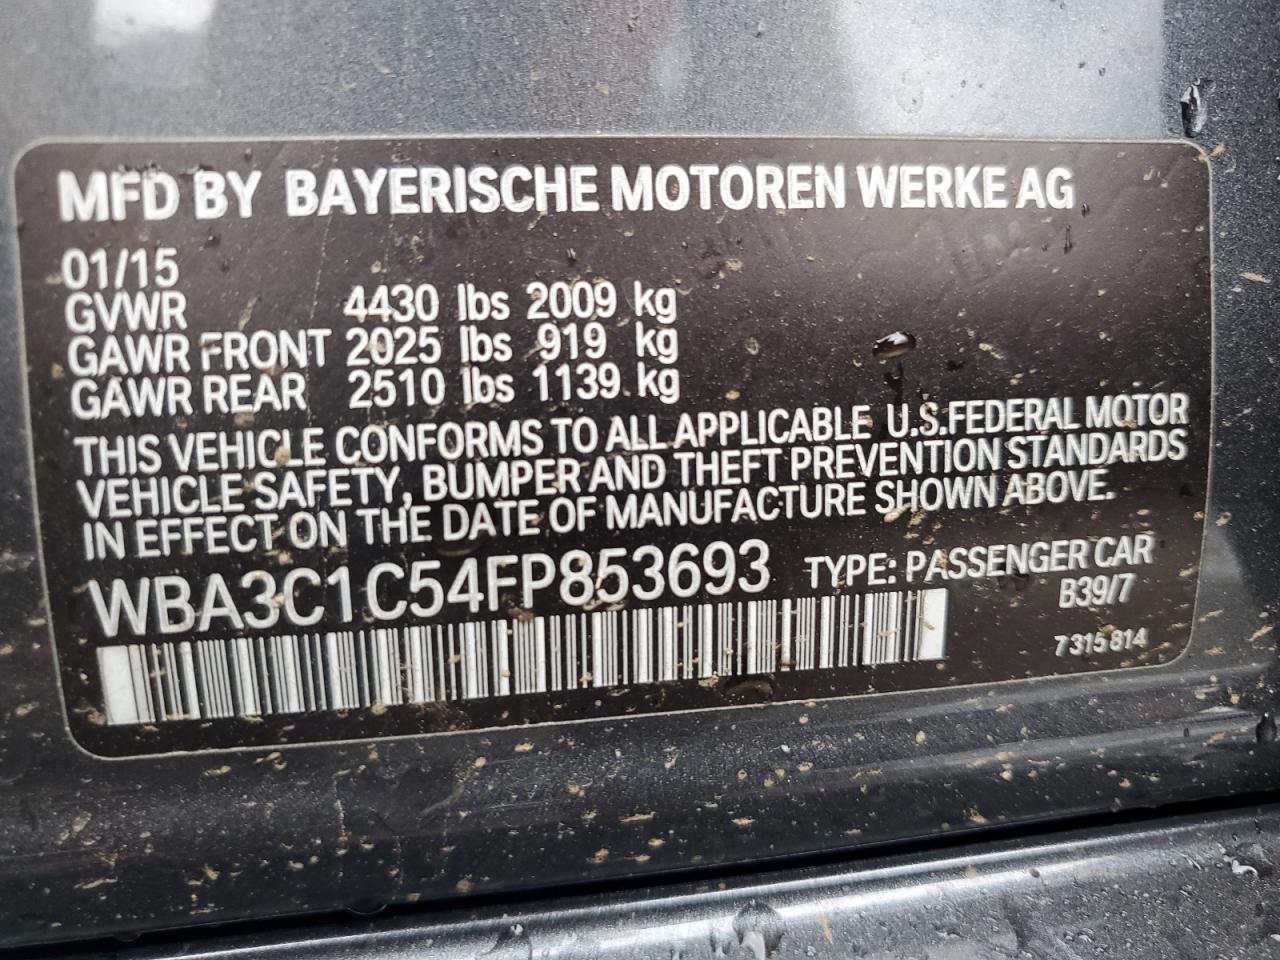 MFD BY BAYERISCHE MOTOREN WERKE AG
01/15
GVWR 4430 lbs 2009 kg
GAWR FRONT 2025 lbs 919 kg
GAWR REAR 2510 lbs 1139 kg
THIS VEHICLE CONFORMS TO ALL APPLICABLE U.S.FEDERAL MOTOR
VEHICLE SAFETY, BUMPER AND THEFT PREVENTION STANDARDS
IN EFFECT ON THE DATE OF MANUFACTURE SHOWN ABOVE.
WBA3C1C54FP853693 TYPE: PASSENGER CAR
B39/7
7 315 814